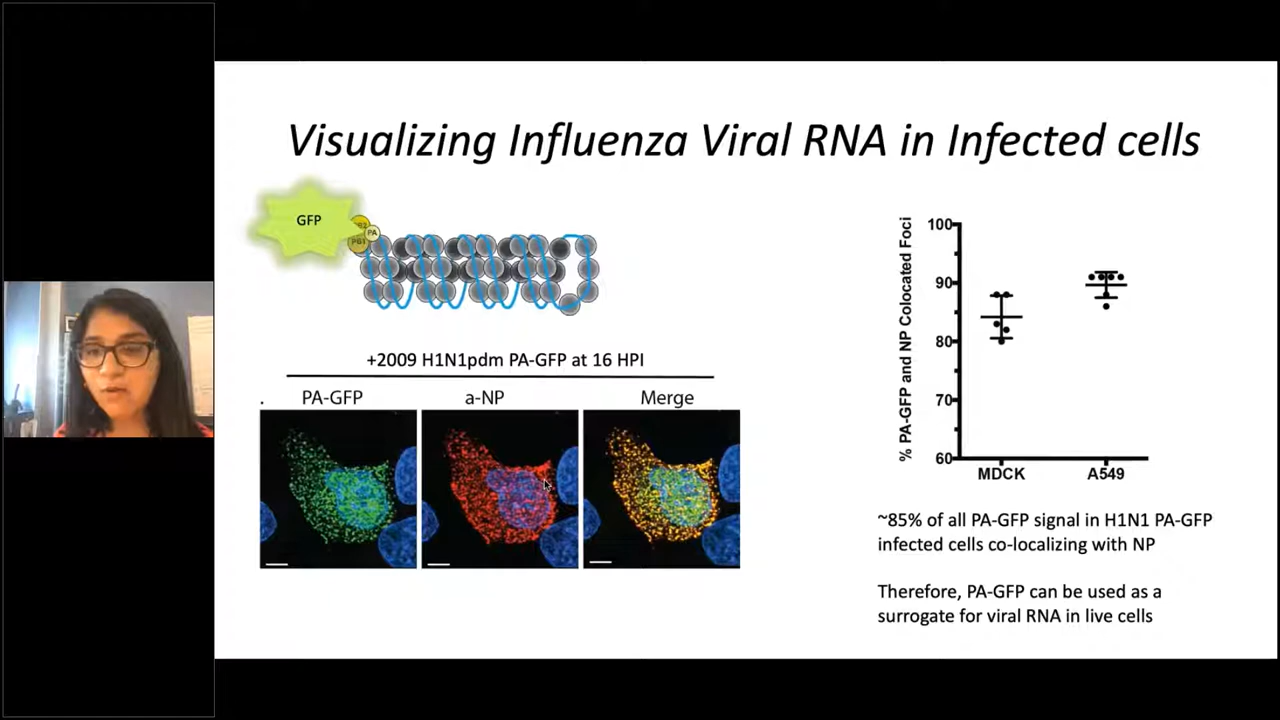 Visualizing Influenza Viral RNA in Infected cells
GFP
PA
PB1
+2009 H1N1pdm PA-GFP at 16 HPI
. PA-GFP a-NP Merge
% PA-GFP and NP Colocated Foci
100
90
80
70
60
MDCK A549
~85% of all PA-GFP signal in H1N1 PA-GFP
infected cells co-localizing with NP
Therefore, PA-GFP can be used as a
surrogate for viral RNA in live cells